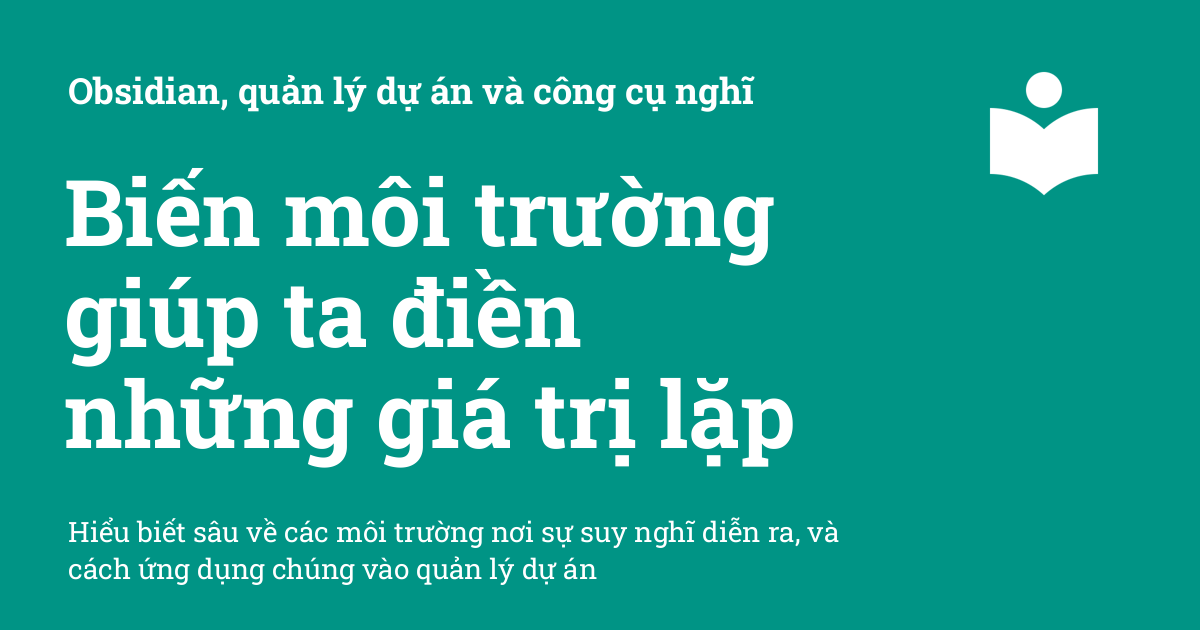 Obsidian, quản lý dự án và công cụ nghĩ
Biến môi trường
giúp ta điền
những giá trị lặp
Hiểu biết sâu về các môi trường nơi sự suy nghĩ diễn ra, và
cách ứng dụng chúng vào quản lý dự án